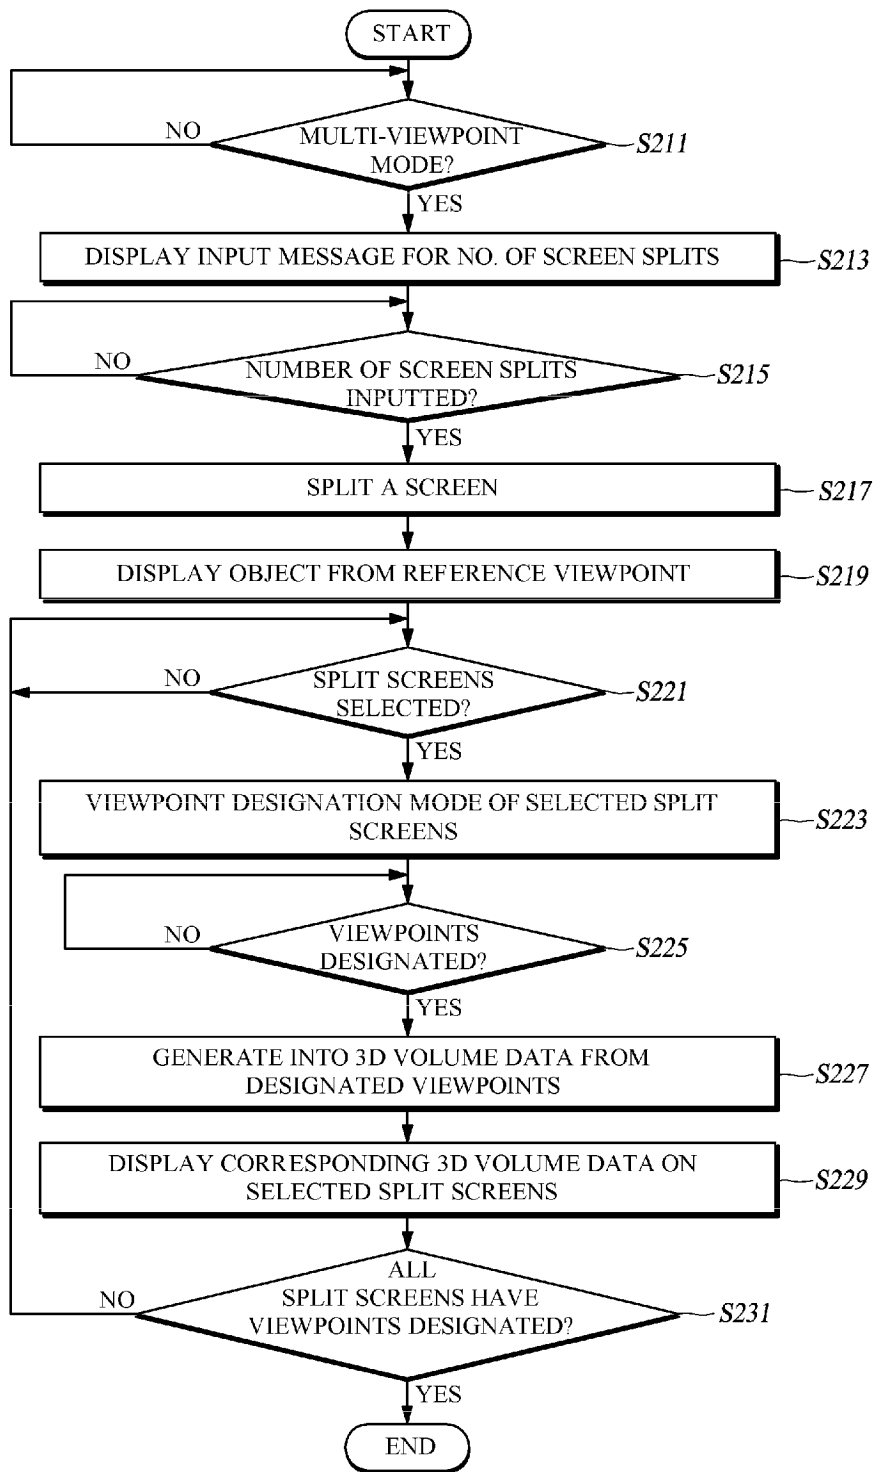 START
NO
MULTI-VIEWPOINT
MODE?
S211
YES
DISPLAY INPUT MESSAGE FOR NO. OF SCREEN SPLITS
S213
NO
NUMBER OF SCREEN SPLITS
INPUTTED?
S215
YES
SPLIT A SCREEN
S217
DISPLAY OBJECT FROM REFERENCE VIEWPOINT
S219
NO
SPLIT SCREENS
SELECTED?
S221
YES
VIEWPOINT DESIGNATION MODE OF SELECTED SPLIT
SCREENS
S223
NO
VIEWPOINTS
DESIGNATED?
S225
YES
GENERATE INTO 3D VOLUME DATA FROM
DESIGNATED VIEWPOINTS
S227
DISPLAY CORRESPONDING 3D VOLUME DATA ON
SELECTED SPLIT SCREENS
S229
NO
ALL
SPLIT SCREENS HAVE
VIEWPOINTS DESIGNATED?
S231
YES
END